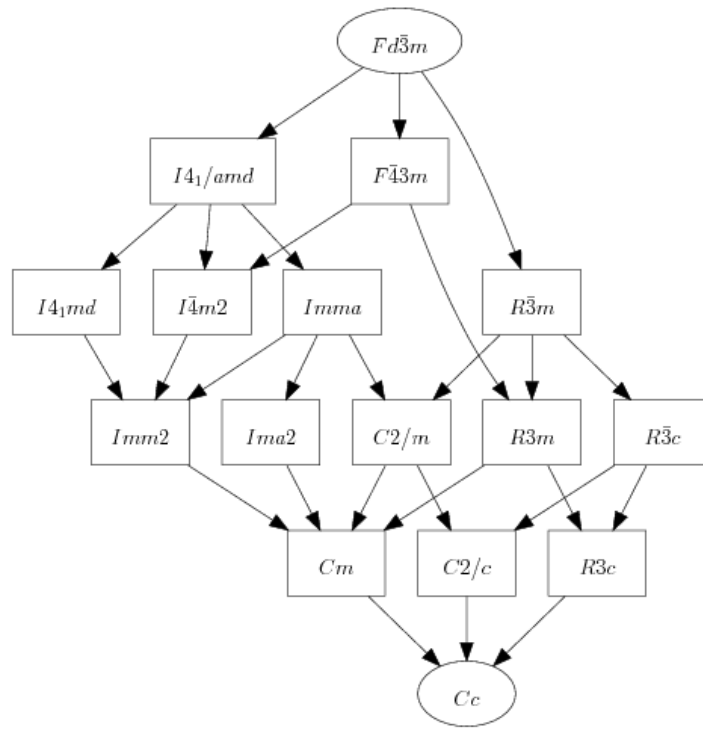 Fd3̄m
I4₁/amd F4̄3m
I4₁md I4̄m2 Imma R3̄m
Imm2 Ima2 C2/m R3m R3̄c
Cm C2/c R3c
Cc